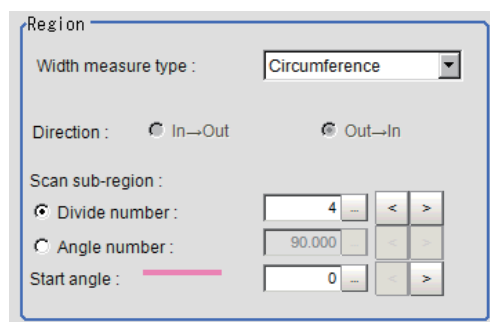 Region
Width measure type : Circumference
Direction : In→Out Out→In
Scan sub-region :
Divide number : 4 ... < >
Angle number : 90.000 ... < >
Start angle : 0 ... < >